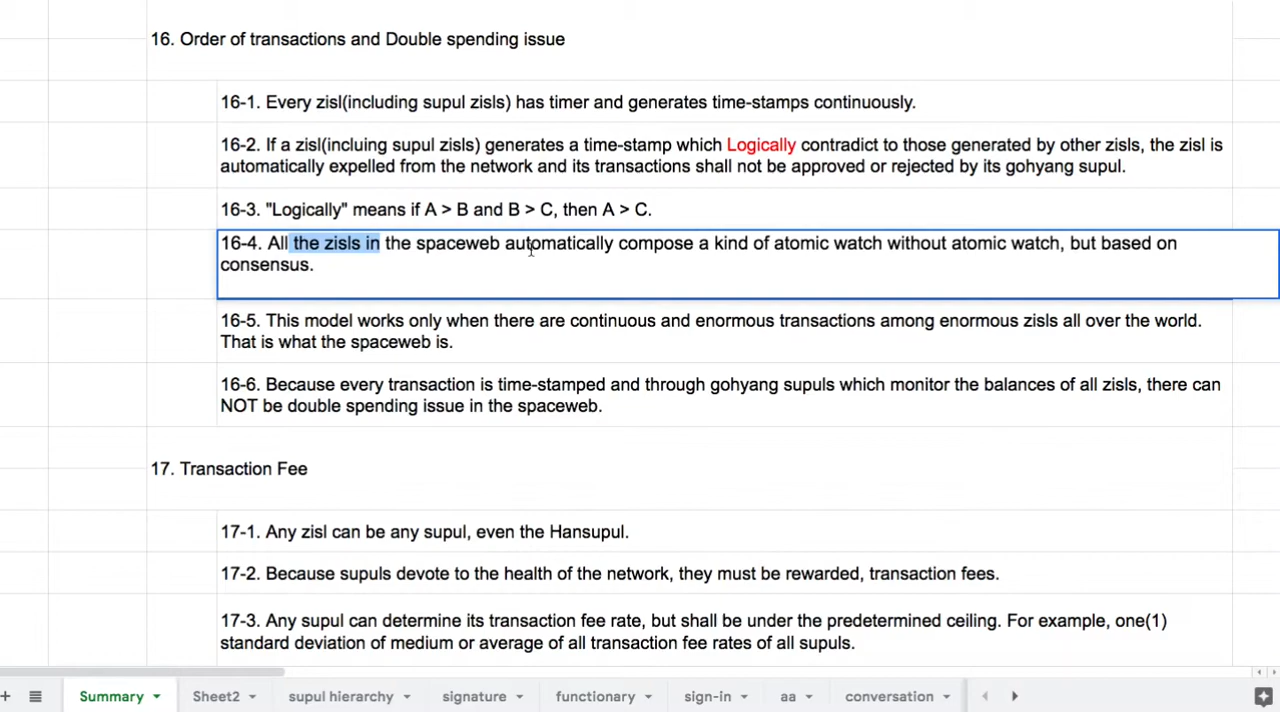 16. Order of transactions and Double spending issue
16-1. Every zisl(including supul zisls) has timer and generates time-stamps continuously.
16-2. If a zisl(incluing supul zisls) generates a time-stamp which Logically contradict to those generated by other zisls, the zisl is
automatically expelled from the network and its transactions shall not be approved or rejected by its gohyang supul.
16-3. "Logically" means if A > B and B > C, then A > C.
16-4. All the zisls in the spaceweb automatically compose a kind of atomic watch without atomic watch, but based on
consensus.
16-5. This model works only when there are continuous and enormous transactions among enormous zisls all over the world.
That is what the spaceweb is.
16-6. Because every transaction is time-stamped and through gohyang supuls which monitor the balances of all zisls, there can
NOT be double spending issue in the spaceweb.
17. Transaction Fee
17-1. Any zisl can be any supul, even the Hansupul.
17-2. Because supuls devote to the health of the network, they must be rewarded, transaction fees.
17-3. Any supul can determine its transaction fee rate, but shall be under the predetermined ceiling. For example, one(1)
standard deviation of medium or average of all transaction fee rates of all supuls.
Summary Sheet2 supul hierarchy signature functionary sign-in aa conversation